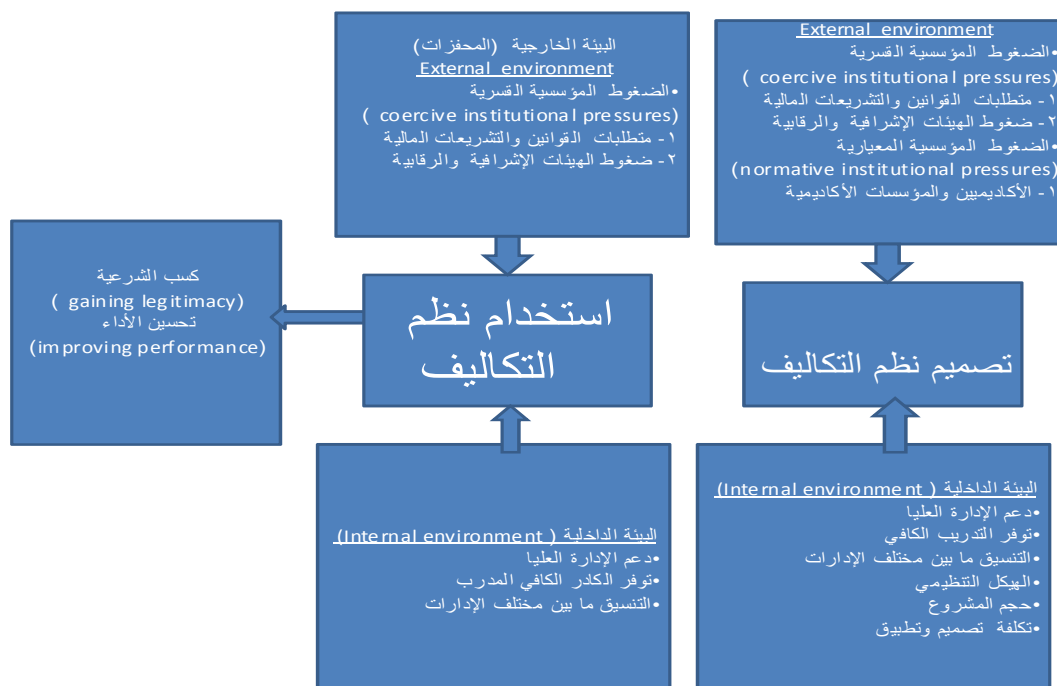 External environment
•الضغوط المؤسسية القسرية
( coercive institutional pressures)
١- متطلبات القوانين والتشريعات المالية
٢- ضغوط الهيئات الإشرافية والرقابية
•الضغوط المؤسسية المعيارية
(normative institutional pressures)
١- الأكاديميين والمؤسسات الأكاديمية
البيئة الخارجية (المحفزات)
External environment
•الضغوط المؤسسية القسرية
( coercive institutional pressures)
١- متطلبات القوانين والتشريعات المالية
٢- ضغوط الهيئات الإشرافية والرقابية
تصميم نظم التكاليف
استخدام نظم
التكاليف
كسب الشرعية
( gaining legitimacy)
تحسين الأداء
(improving performance)
البيئة الداخلية ( Internal environment)
•دعم الإدارة العليا
•توفر التدريب الكافي
•التنسيق ما بين مختلف الإدارات
•الهيكل التنظيمي
•حجم المشروع
•تكلفة تصميم وتطبيق
البيئة الداخلية ( Internal environment)
•دعم الإدارة العليا
•توفر الكادر الكافي المدرب
•التنسيق ما بين مختلف الإدارات